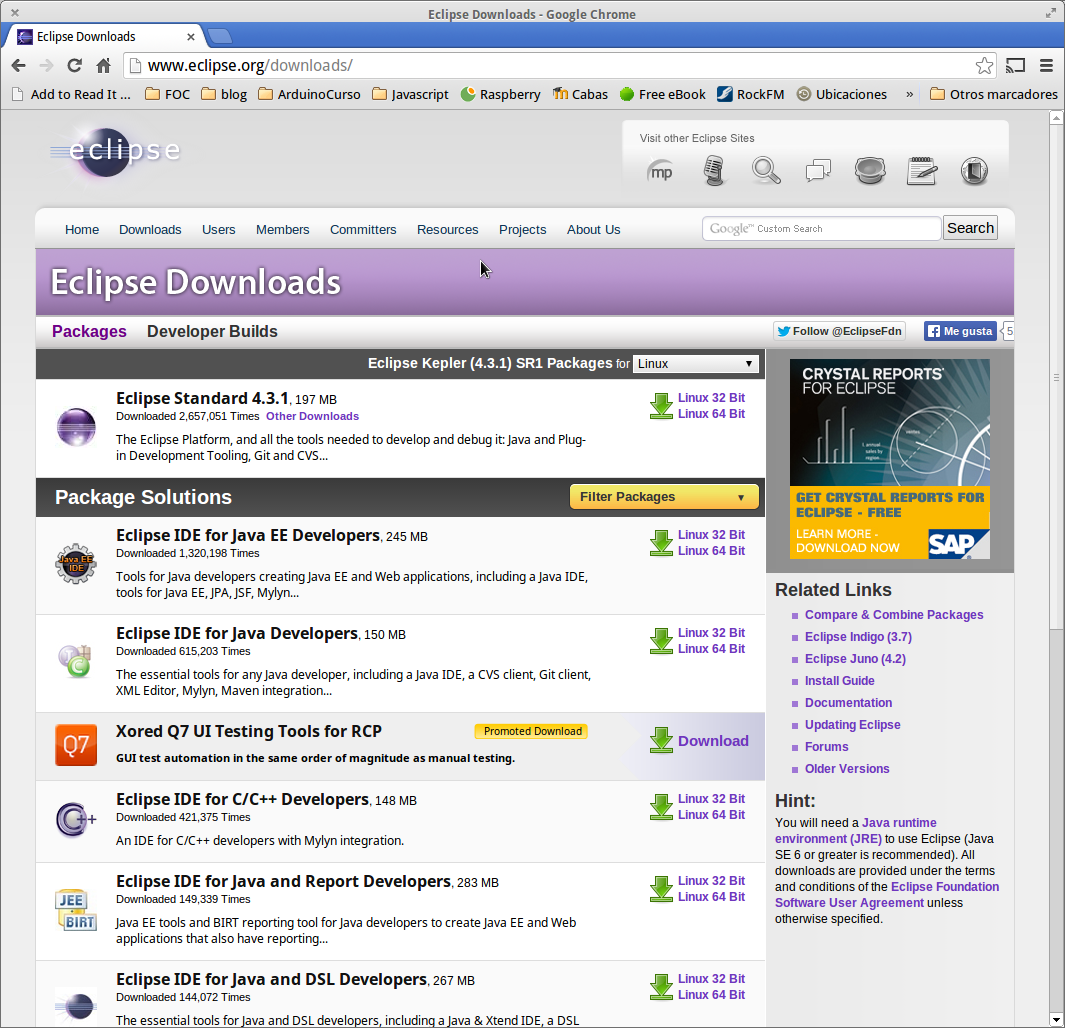 Eclipse Downloads - Google Chrome
Eclipse Downloads
www.eclipse.org/downloads/
Add to Read It ... FOC blog ArduinoCurso Javascript Raspberry Cabas Free eBook RockFM Ubicaciones » Otros marcadores
eclipse
Visit other Eclipse Sites
mp
Home Downloads Users Members Committers Resources Projects About Us
Google™ Custom Search Search
Eclipse Downloads
Packages Developer Builds
Follow @EclipseFdn Me gusta 5
Eclipse Kepler (4.3.1) SR1 Packages for Linux
Eclipse Standard 4.3.1, 197 MB
Downloaded 2,657,051 Times Other Downloads
The Eclipse Platform, and all the tools needed to develop and debug it: Java and Plug-
in Development Tooling, Git and CVS...
Linux 32 Bit
Linux 64 Bit
Package Solutions
Filter Packages
Java EE
IDE
Eclipse IDE for Java EE Developers, 245 MB
Downloaded 1,320,198 Times
Tools for Java developers creating Java EE and Web applications, including a Java IDE,
tools for Java EE, JPA, JSF, Mylyn...
Linux 32 Bit
Linux 64 Bit
Eclipse IDE for Java Developers, 150 MB
Downloaded 615,203 Times
The essential tools for any Java developer, including a Java IDE, a CVS client, Git client,
XML Editor, Mylyn, Maven integration...
Linux 32 Bit
Linux 64 Bit
Q7
Xored Q7 UI Testing Tools for RCP
Promoted Download
GUI test automation in the same order of magnitude as manual testing.
Download
C++
Eclipse IDE for C/C++ Developers, 148 MB
Downloaded 421,375 Times
An IDE for C/C++ developers with Mylyn integration.
Linux 32 Bit
Linux 64 Bit
JEE
BIRT
Eclipse IDE for Java and Report Developers, 283 MB
Downloaded 149,339 Times
Java EE tools and BIRT reporting tool for Java developers to create Java EE and Web
applications that also have reporting...
Linux 32 Bit
Linux 64 Bit
Eclipse IDE for Java and DSL Developers, 267 MB
Downloaded 144,072 Times
The essential tools for Java and DSL developers, including a Java & Xtend IDE, a DSL
Linux 32 Bit
Linux 64 Bit
CRYSTAL REPORTS'
FOR ECLIPSE
GET CRYSTAL REPORTS FOR
ECLIPSE - FREE
LEARN MORE -
DOWNLOAD NOW
SAP
Related Links
Compare & Combine Packages
Eclipse Indigo (3.7)
Eclipse Juno (4.2)
Install Guide
Documentation
Updating Eclipse
Forums
Older Versions
Hint:
You will need a Java runtime
environment (JRE) to use Eclipse (Java
SE 6 or greater is recommended). All
downloads are provided under the terms
and conditions of the Eclipse Foundation
Software User Agreement unless
otherwise specified.